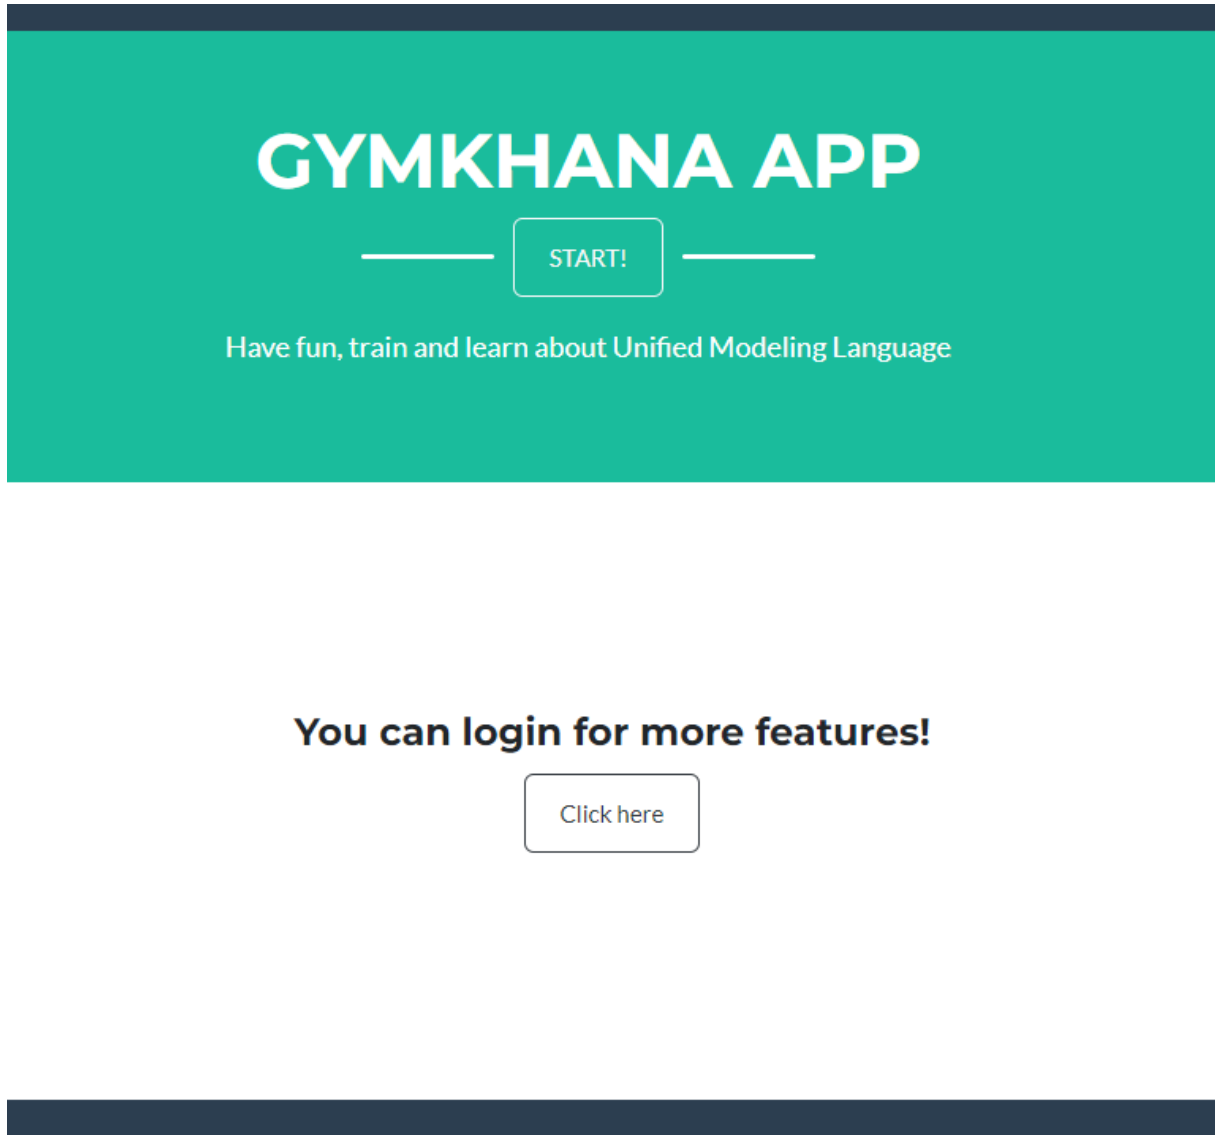 GYMKHANA APP
START!
Have fun, train and learn about Unified Modeling Language
You can login for more features!
Click here